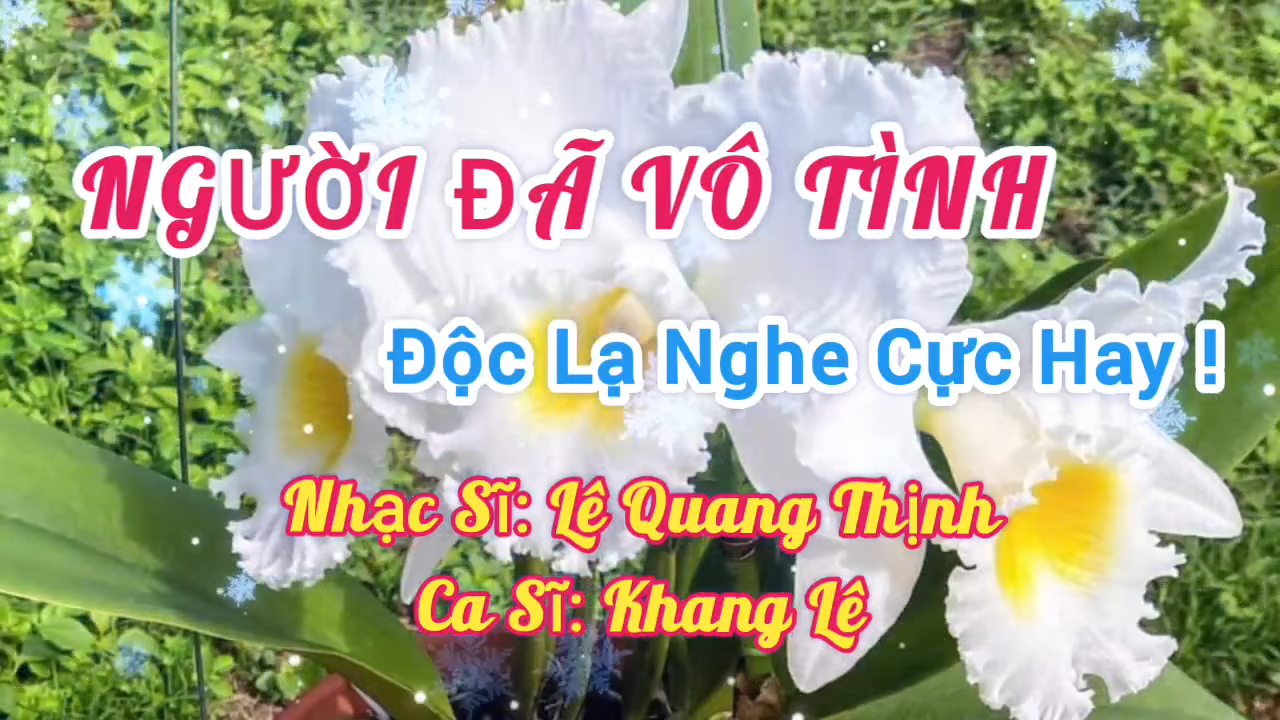 NGƯỜI ĐÃ VÔ TÌNH
Độc Lạ Nghe Cực Hay !
Nhạc Sĩ: Lê Quang Thịnh
Ca Sĩ: Khang Lê